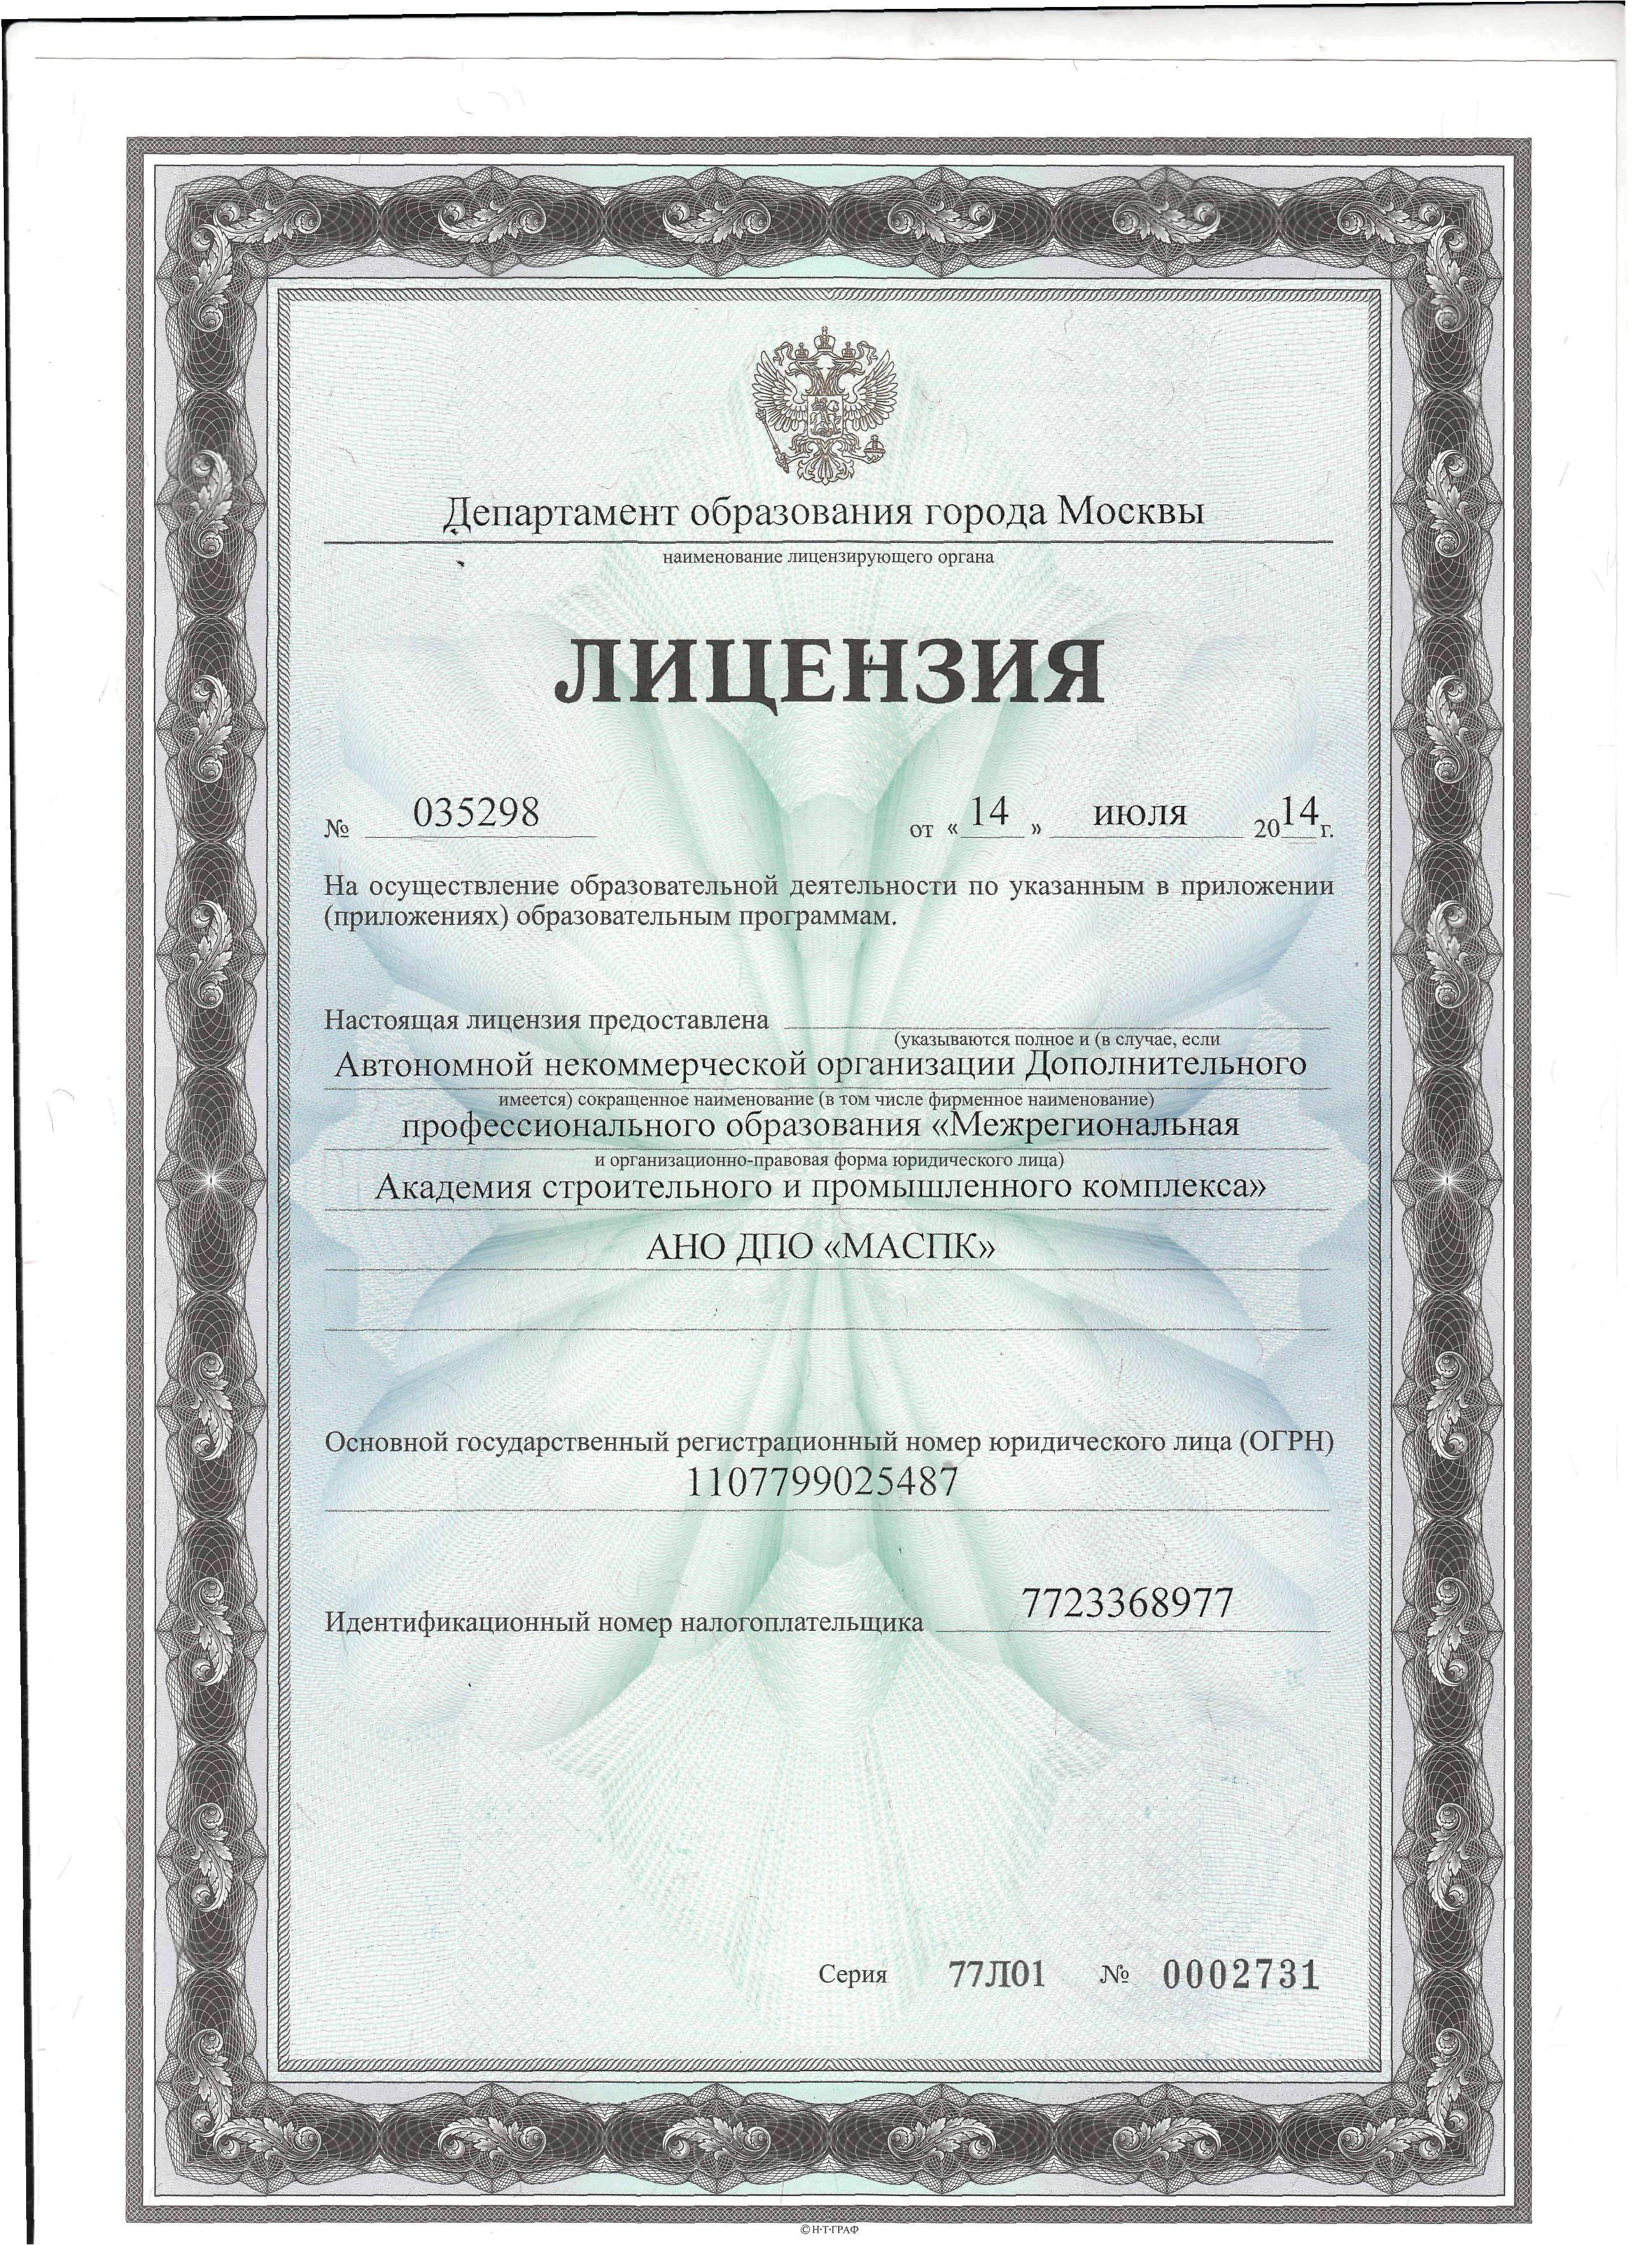 Департамент образования города Москвы
наименование лицензирующего органа
ЛИЦЕНЗИЯ
№ 035298 от « 14 » июля 2014г.
На осуществление образовательной деятельности по указанным в приложении
(приложениях) образовательным программам.
Настоящая лицензия предоставлена
(указываются полное и (в случае, если
Автономной некоммерческой организации Дополнительного
имеется) сокращенное наименование (в том числе фирменное наименование)
профессионального образования «Межрегиональная
и организационно-правовая форма юридического лица)
Академия строительного и промышленного комплекса»
АНО ДПО «МАСПК»
Основной государственный регистрационный номер юридического лица (ОГРН)
1107799025487
Идентификационный номер налогоплательщика 7723368977
Серия 77Л01 № 0002731
© Н·Т·ГРАФ